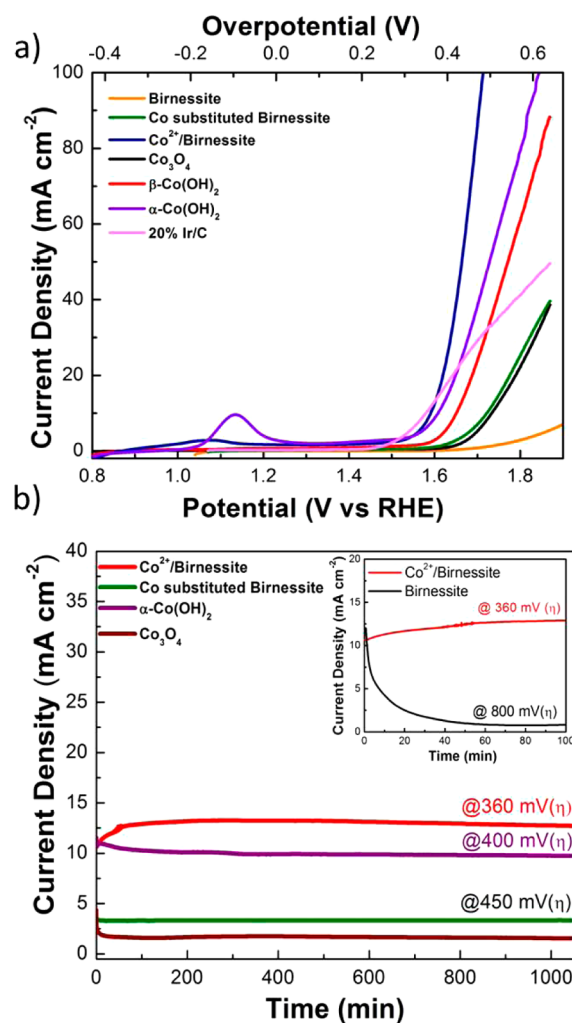 a)
Overpotential (V)
-0.4 -0.2 0.0 0.2 0.4 0.6
Current Density (mA cm-2)
100
80
60
40
20
0
Birnessite
Co substituted Birnessite
Co2+/Birnessite
Co3O4
β-Co(OH)2
α-Co(OH)2
20% Ir/C
0.8 1.0 1.2 1.4 1.6 1.8
Potential (V vs RHE)
b)
Current Density (mA cm-2)
40
35
30
25
20
15
10
5
0
Co2+/Birnessite
Co substituted Birnessite
α-Co(OH)2
Co3O4
Current Density (mA cm-2)
20
15
10
5
0
Co2+/Birnessite
Birnessite
@ 360 mV(η)
@ 800 mV(η)
0 20 40 60 80 100
Time (min)
@360 mV(η)
@400 mV(η)
@450 mV(η)
0 200 400 600 800 1000
Time (min)